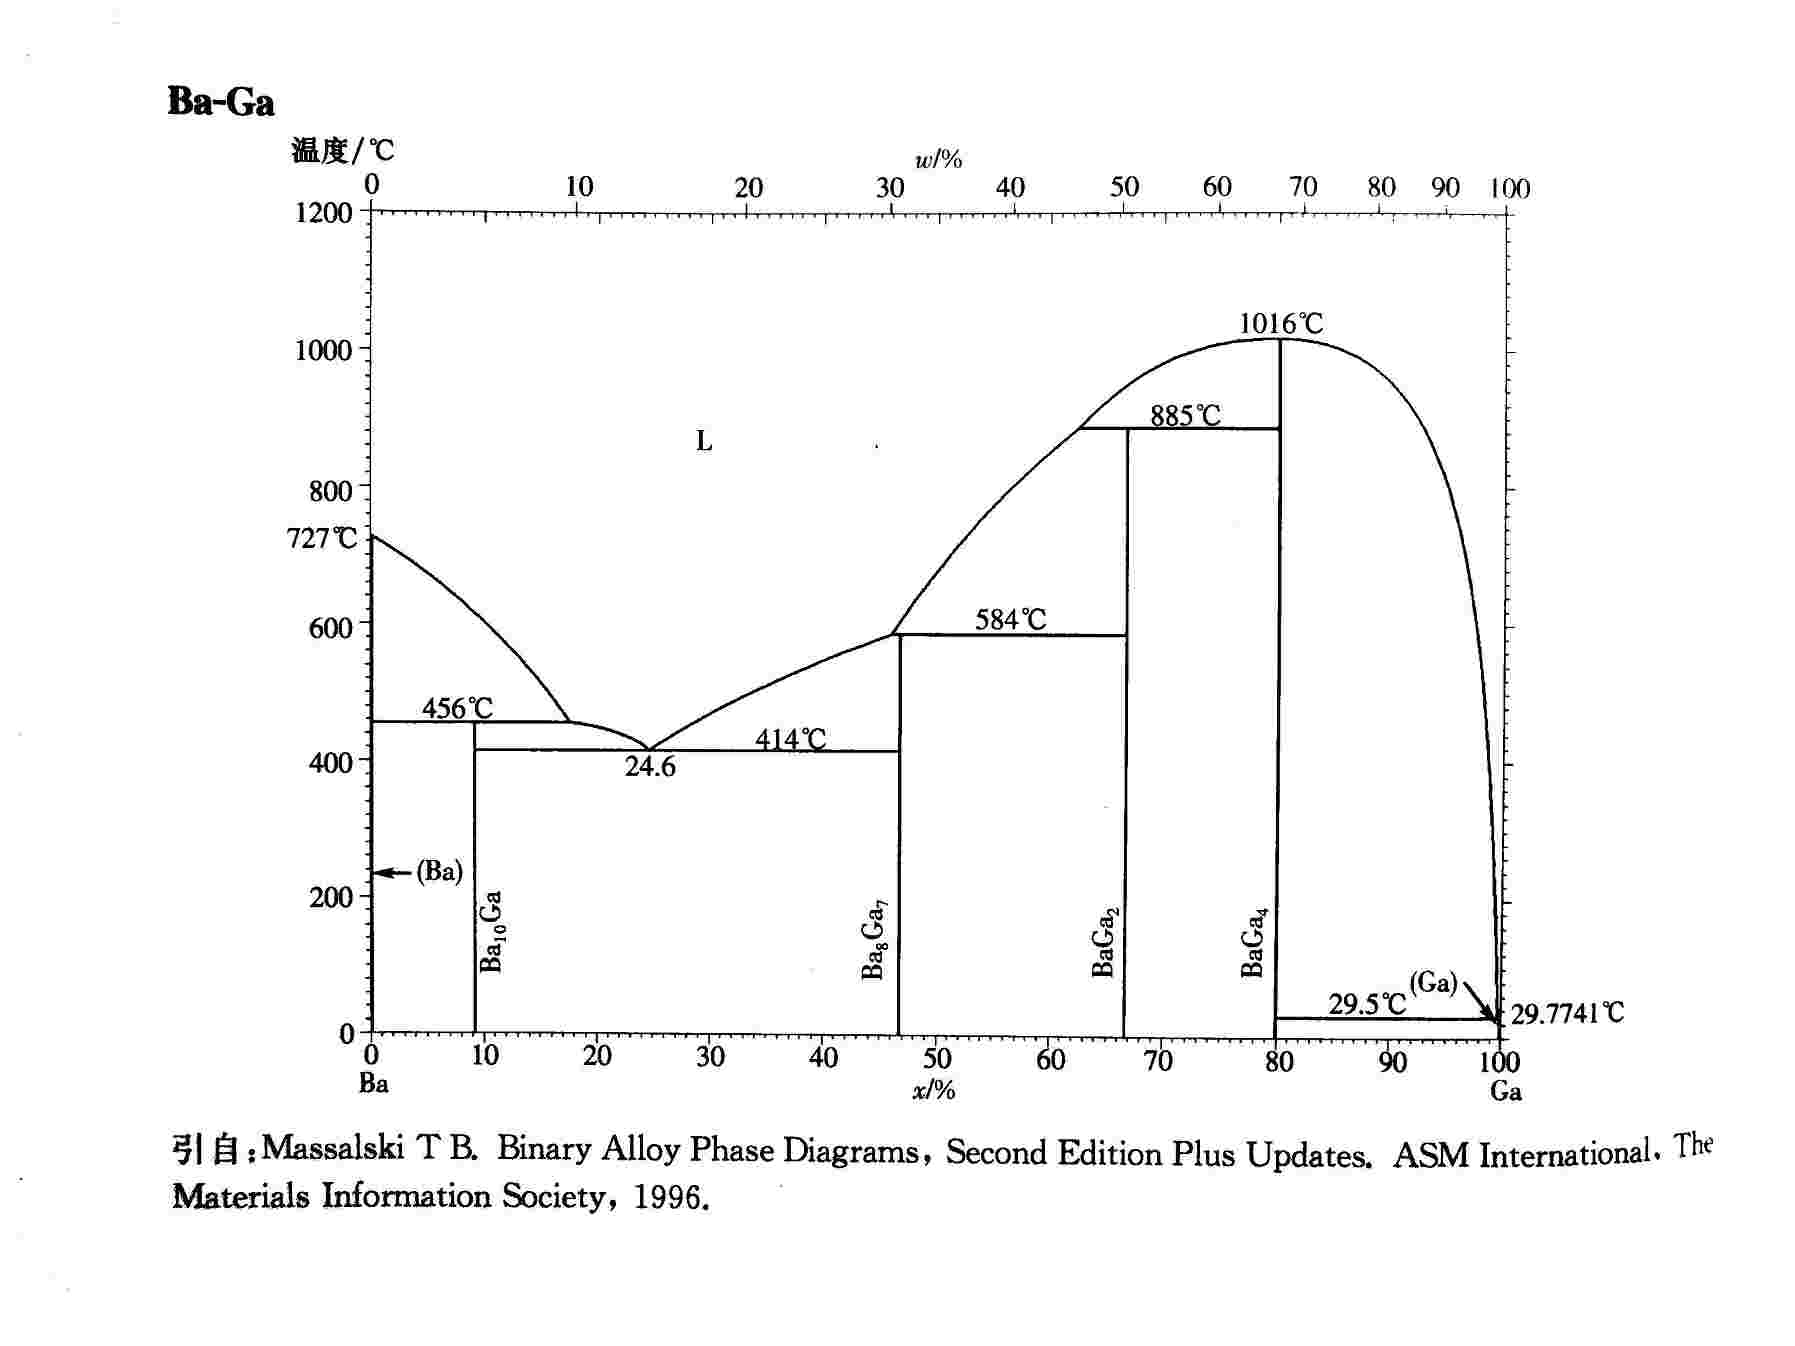 Ba-Ga
温度/℃
w/%
0 10 20 30 40 50 60 70 80 90 100
1200
1016℃
1000
885℃
L
800
727℃
584℃
600
456℃
414℃
400
24.6
(Ba)
200
Ba₁₀Ga
Ba₈Ga₇
BaGa₂
BaGa₄
(Ga)
29.5℃
29.7741℃
0
0 10 20 30 40 50 60 70 80 90 100
Ba
x/%
Ga
引自:Massalski T B. Binary Alloy Phase Diagrams, Second Edition Plus Updates. ASM International. The
Materials Information Society, 1996.